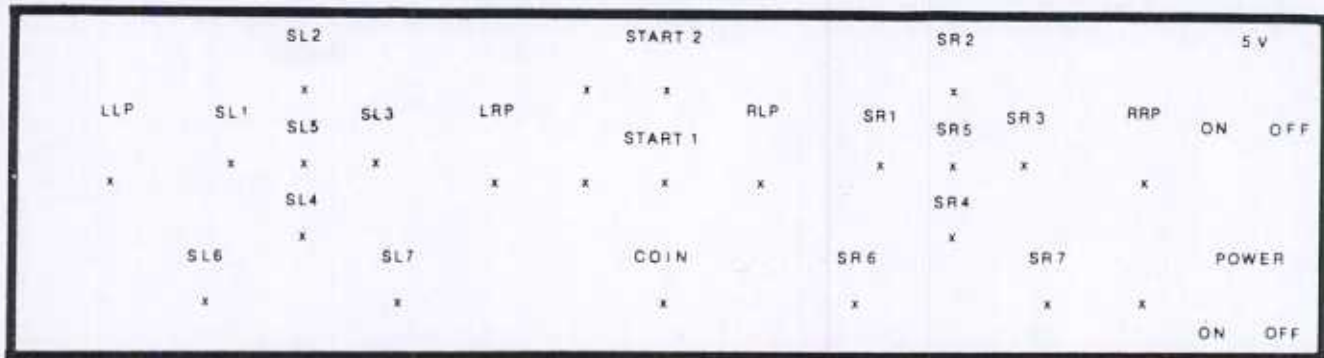 SL2 START 2 SR2 5 V
x x x x
LLP SL1 SL3 LRP RLP SR1 SR3 RRP
SL5 START 1 SR5 ON OFF
x x x x x x
x x x x x x
SL4 SR4
x x
SL6 SL7 COIN SR6 SR7 POWER
x x x x x x
ON OFF